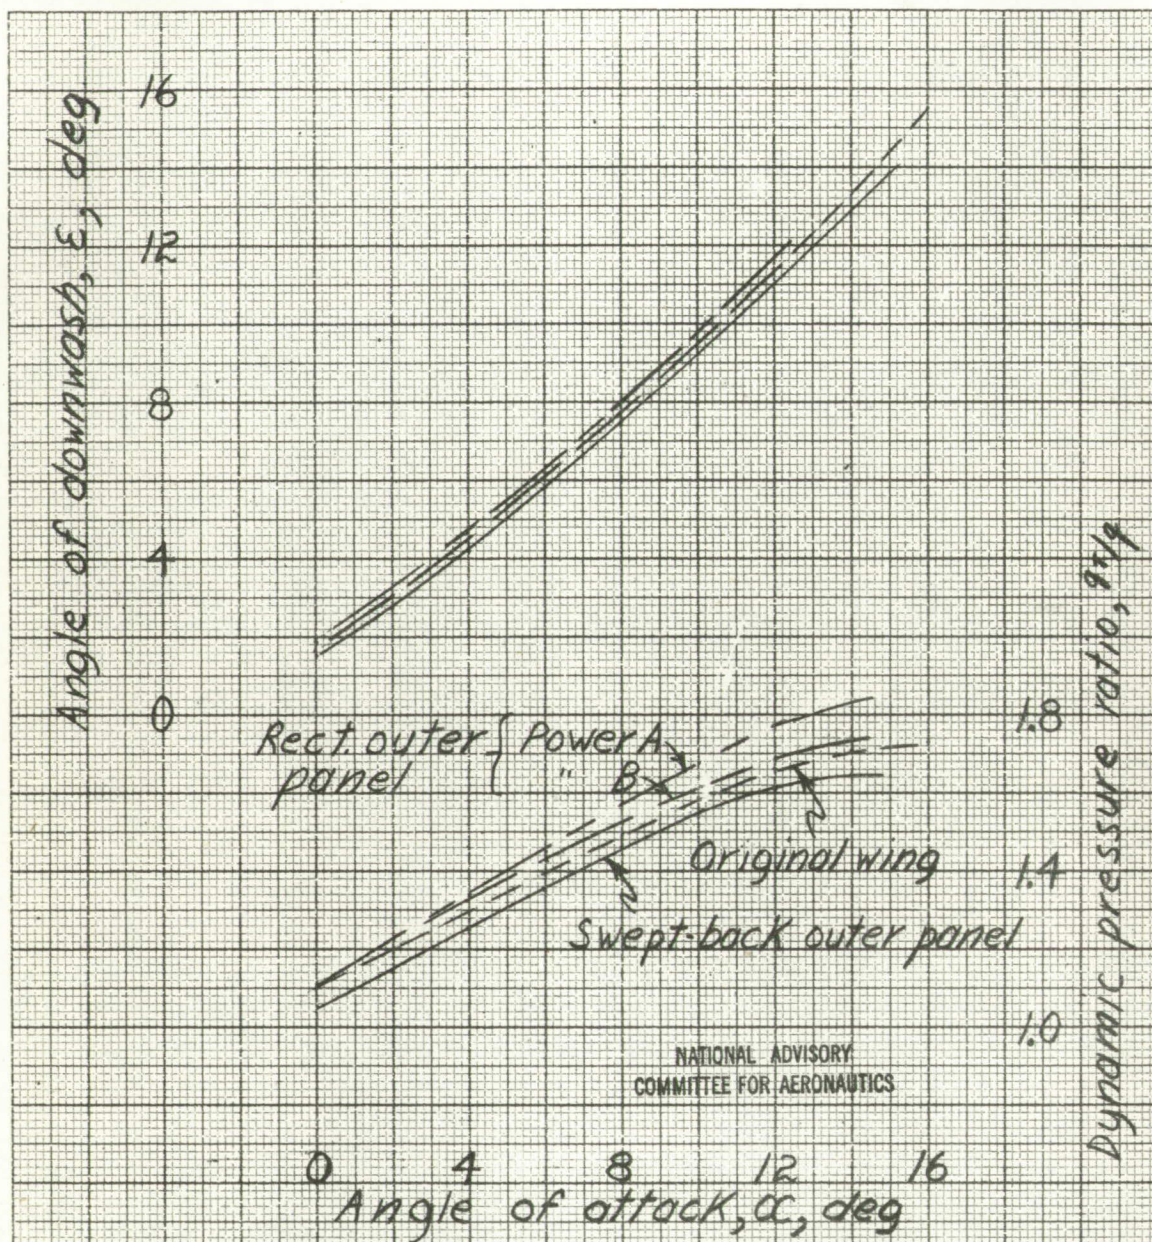 16
12
8
4
0
Angle of downwash, ε, deg
Rect. outer { Power A
panel " B
Original wing
Swept-back outer panel
1.8
1.4
1.0
Dynamic pressure ratio,
NATIONAL ADVISORY
COMMITTEE FOR AERONAUTICS
0 4 8 12 16
Angle of attack, α, deg